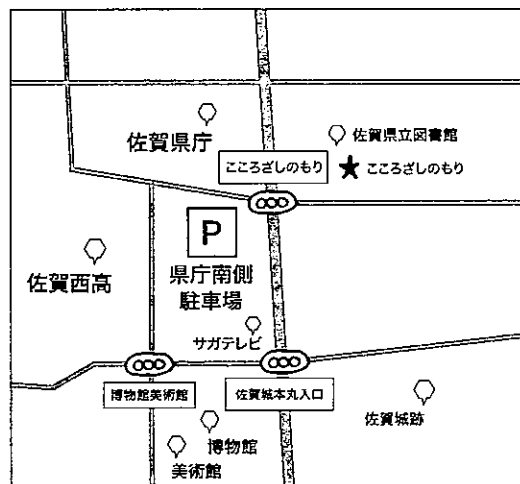 佐賀県庁
佐賀県立図書館
こころざしのもり
こころざしのもり
P
県庁南側
駐車場
佐賀西高
サガテレビ
博物館美術館
佐賀城本丸入口
佐賀城跡
博物館
美術館